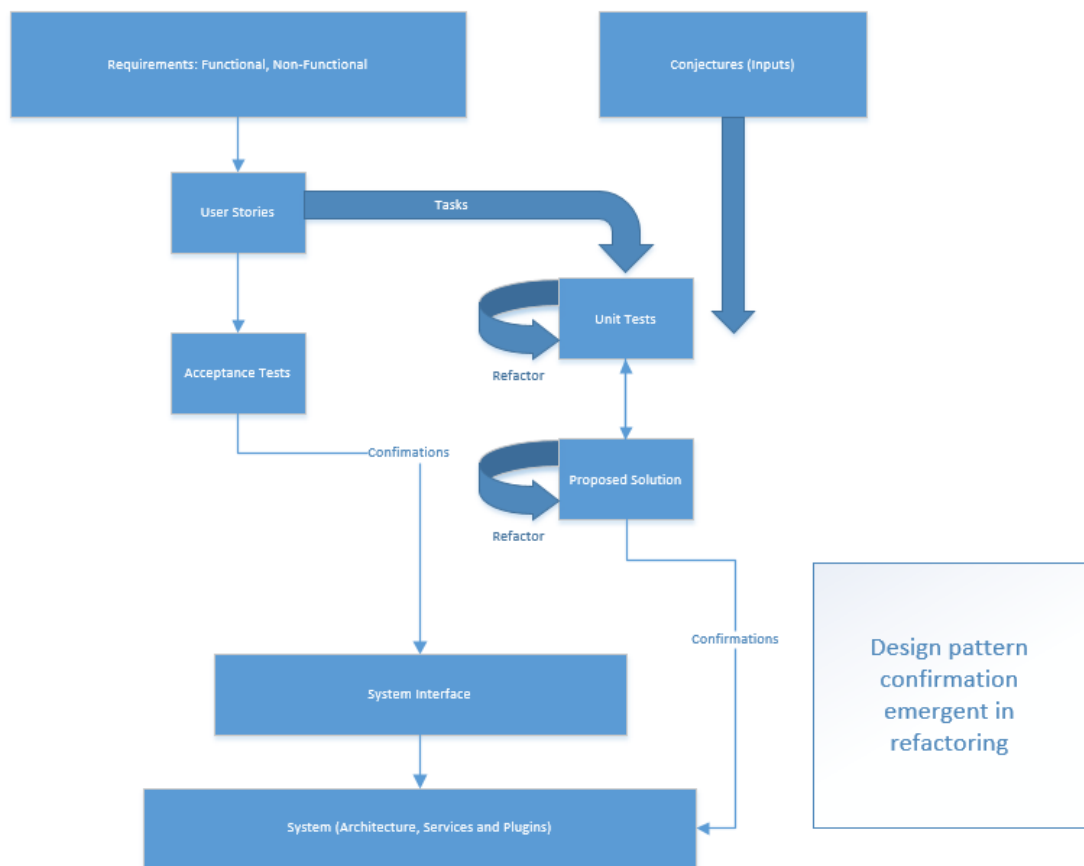 Requirements: Functional, Non-Functional
Conjectures (Inputs)
User Stories
Tasks
Unit Tests
Refactor
Acceptance Tests
Confimations
Proposed Solution
Refactor
Confirmations
System Interface
Design pattern
confirmation
emergent in
refactoring
System (Architecture, Services and Plugins)